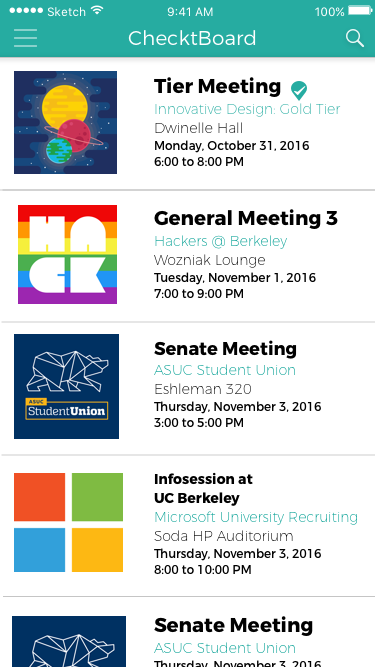 Sketch 9:41 AM 100%
ChecktBoard
Tier Meeting
Innovative Design: Gold Tier
Dwinelle Hall
Monday, October 31, 2016
6:00 to 8:00 PM
HA
CK
General Meeting 3
Hackers @ Berkeley
Wozniak Lounge
Tuesday, November 1, 2016
7:00 to 9:00 PM
ASUC
StudentUnion
Senate Meeting
ASUC Student Union
Eshleman 320
Thursday, November 3, 2016
3:00 to 5:00 PM
Infosession at
UC Berkeley
Microsoft University Recruiting
Soda HP Auditorium
Thursday, November 3, 2016
8:00 to 10:00 PM
Senate Meeting
ASUC Student Union
Eshleman 320